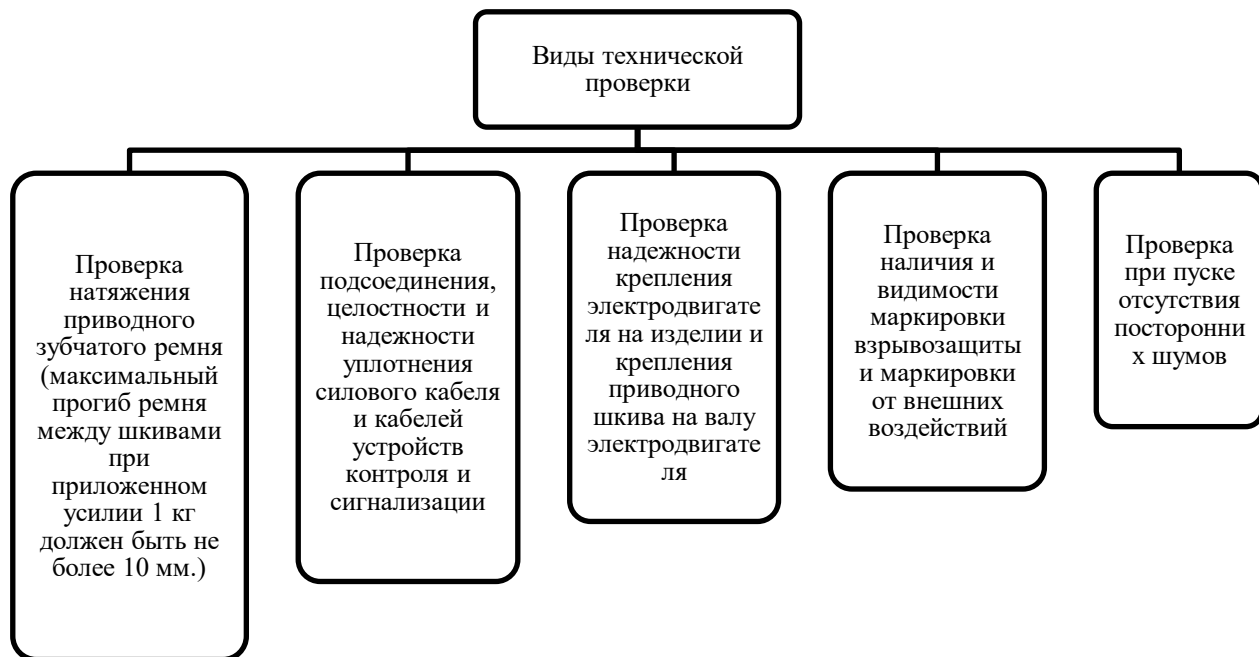 Виды технической
проверки
Проверка
натяжения
приводного
зубчатого ремня
(максимальный
прогиб ремня
между шкивами
при
приложенном
усилии 1 кг
должен быть не
более 10 мм.)
Проверка
подсоединения,
целостности и
надежности
уплотнения
силового кабеля
и кабелей
устройств
контроля и
сигнализации
Проверка
надежности
крепления
электродвигате
ля на изделии и
крепления
приводного
шкива на валу
электродвигате
ля
Проверка
наличия и
видимости
маркировки
взрывозащиты
и маркировки
от внешних
воздействий
Проверка
при пуске
отсутствия
посторонни
х шумов